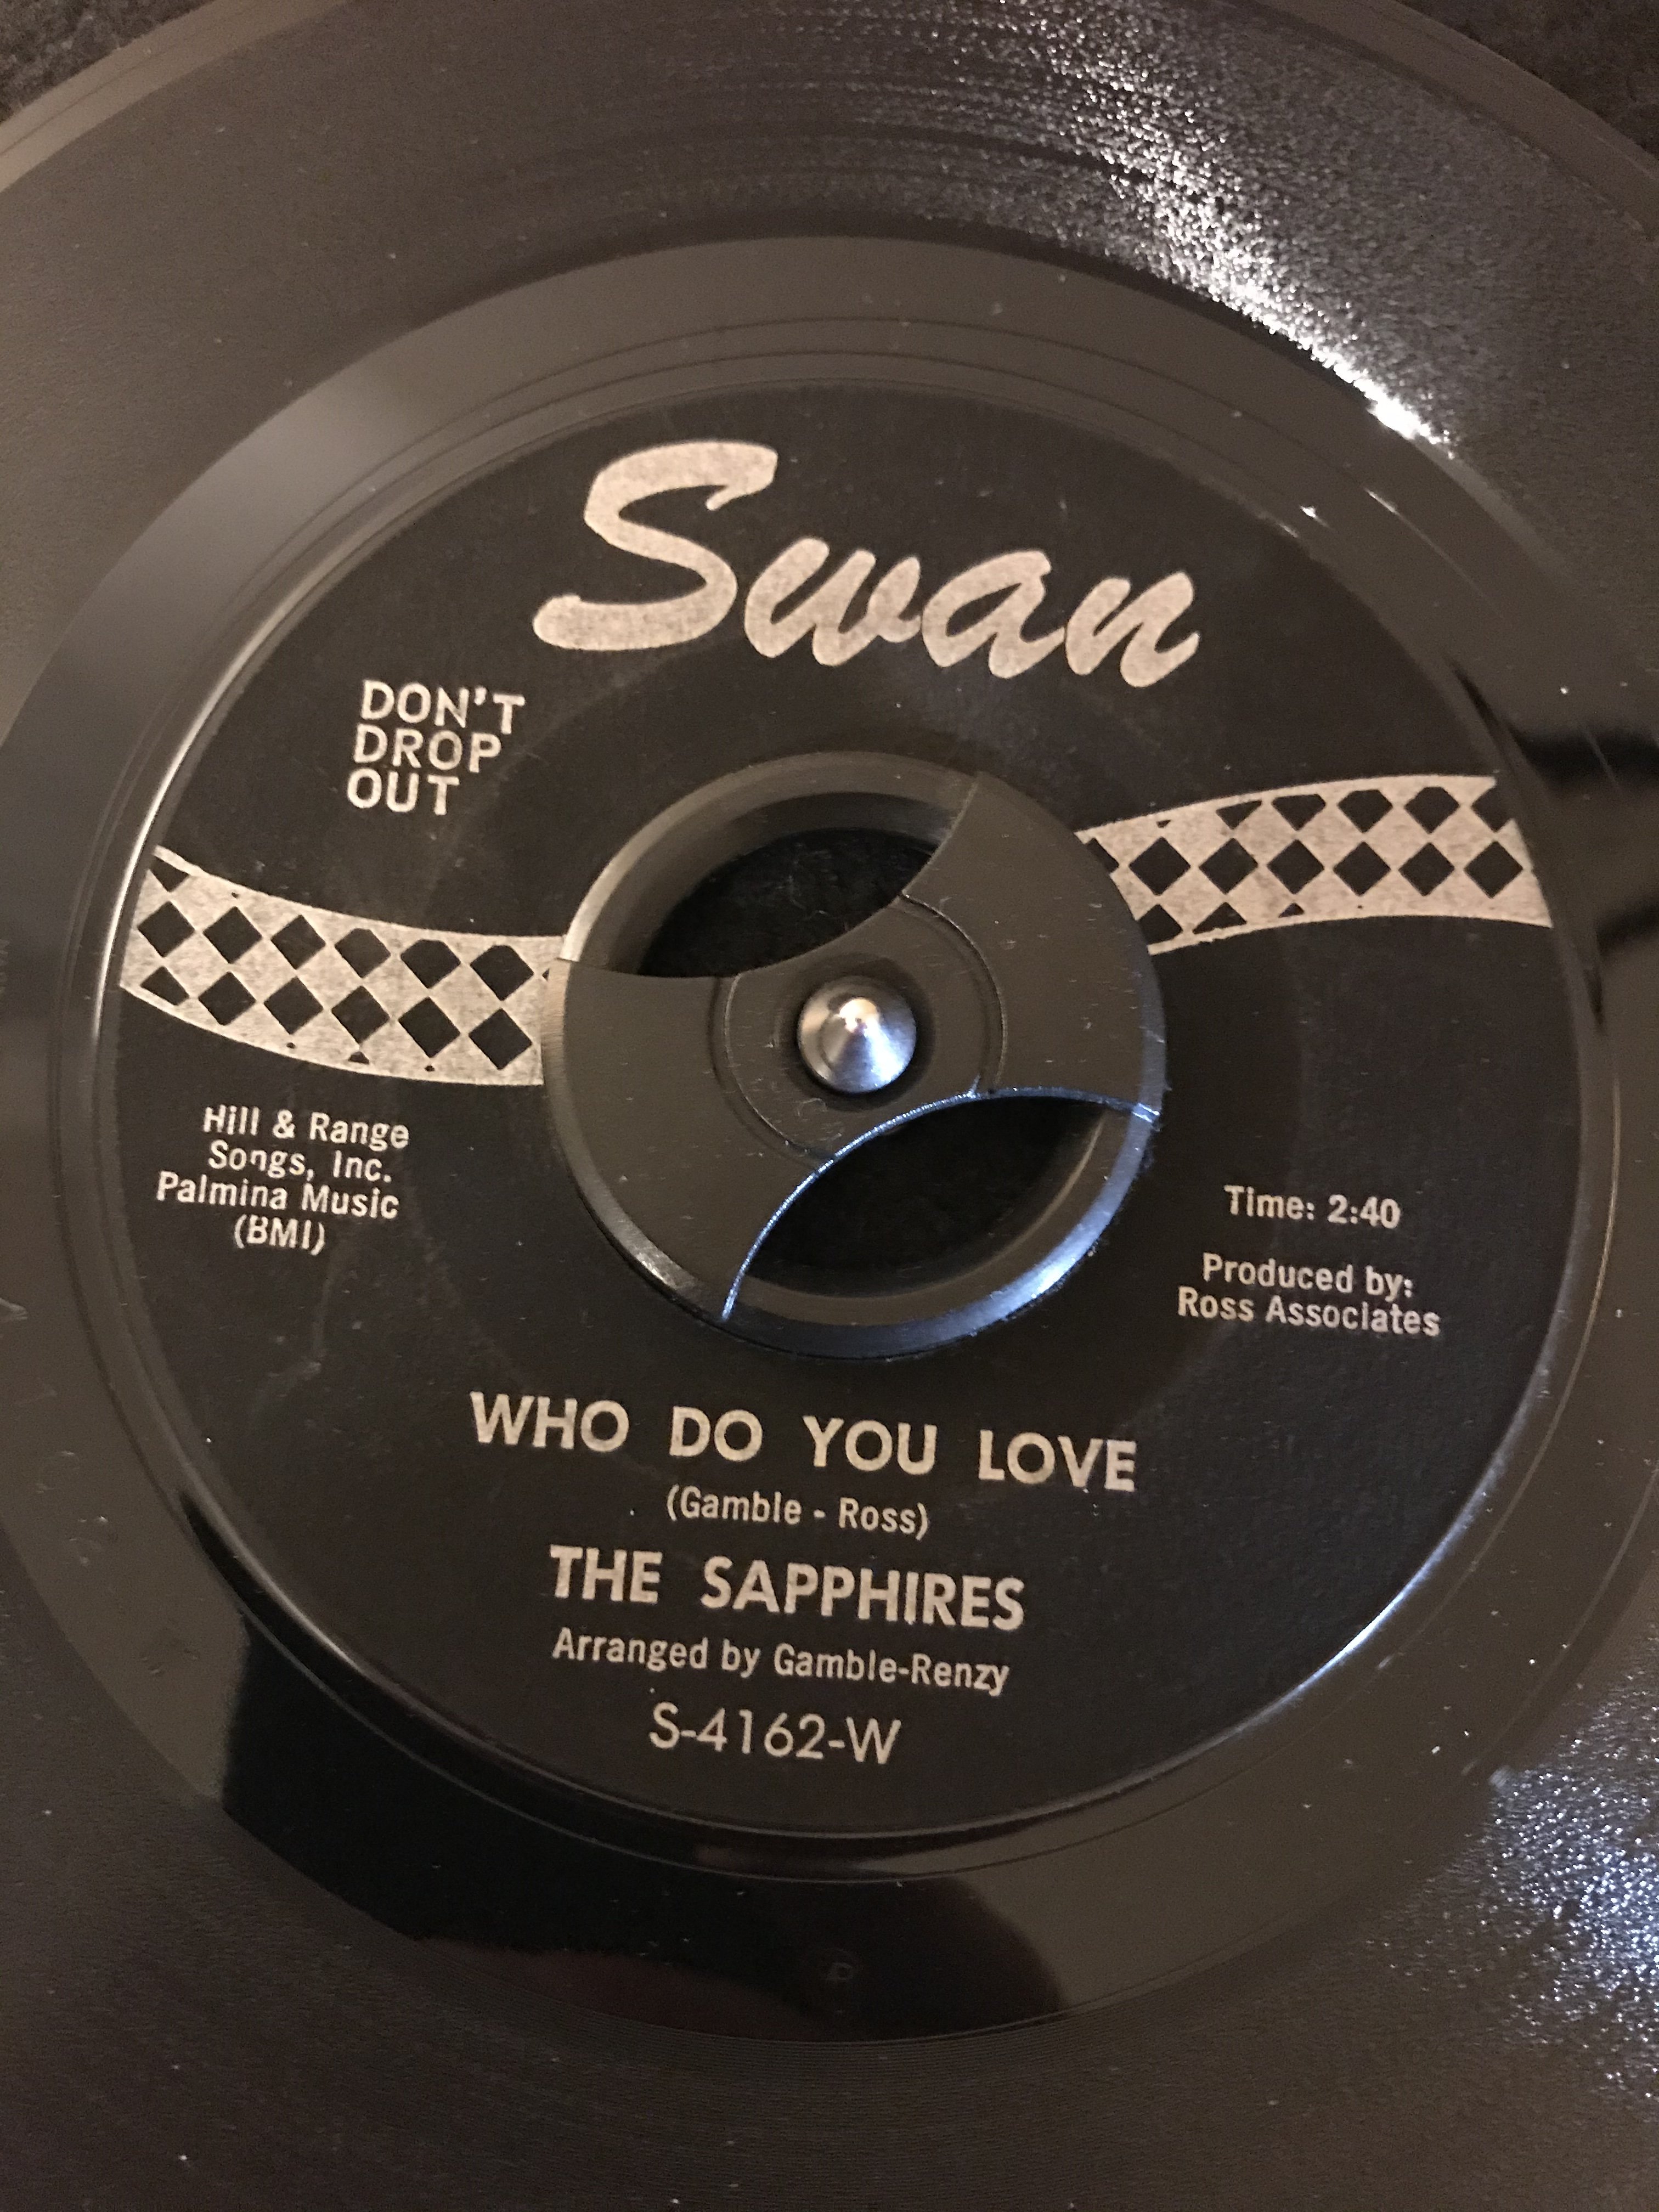 Swan
DON'T
DROP
OUT
Hill & Range
Songs, Inc.
Palmina Music
(BMI)
Time: 2:40
Produced by:
Ross Associates
WHO DO YOU LOVE
(Gamble - Ross)
THE SAPPHIRES
Arranged by Gamble-Renzy
S-4162-W